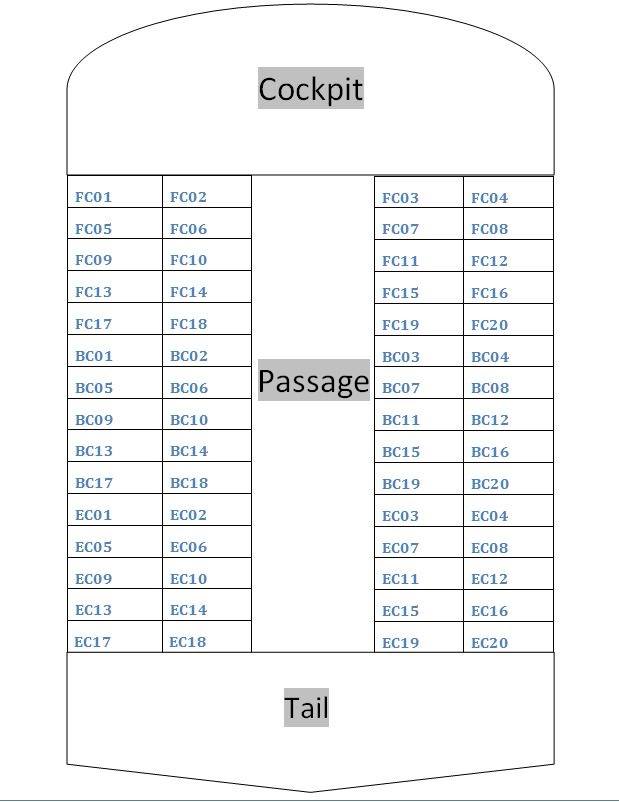 Cockpit
FC01 FC02 FC03 FC04
FC05 FC06 FC07 FC08
FC09 FC10 FC11 FC12
FC13 FC14 FC15 FC16
FC17 FC18 FC19 FC20
BC01 BC02 BC03 BC04
Passage
BC05 BC06 BC07 BC08
BC09 BC10 BC11 BC12
BC13 BC14 BC15 BC16
BC17 BC18 BC19 BC20
EC01 EC02 EC03 EC04
EC05 EC06 EC07 EC08
EC09 EC10 EC11 EC12
EC13 EC14 EC15 EC16
EC17 EC18 EC19 EC20
Tail